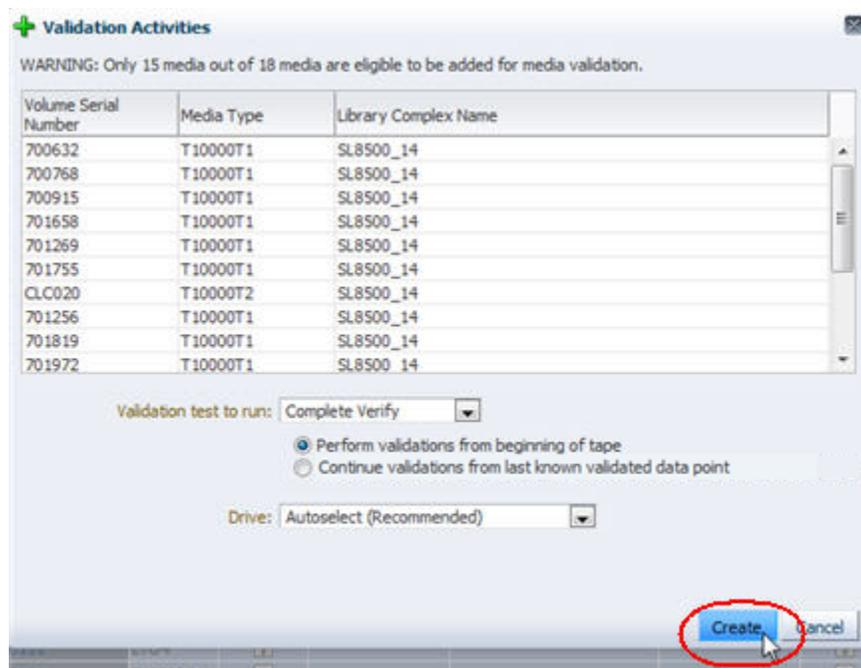 Validation Activities
WARNING: Only 15 media out of 18 media are eligible to be added for media validation.
Volume Serial Number Media Type Library Complex Name
700632 T10000T1 SL8500_14
700768 T10000T1 SL8500_14
700915 T10000T1 SL8500_14
701658 T10000T1 SL8500_14
701269 T10000T1 SL8500_14
701755 T10000T1 SL8500_14
CLC020 T10000T2 SL8500_14
701256 T10000T1 SL8500_14
701819 T10000T1 SL8500_14
701972 T10000T1 SL8500_14
Validation test to run: Complete Verify
Perform validations from beginning of tape
Continue validations from last known validated data point
Drive: Autoselect (Recommended)
Create Cancel